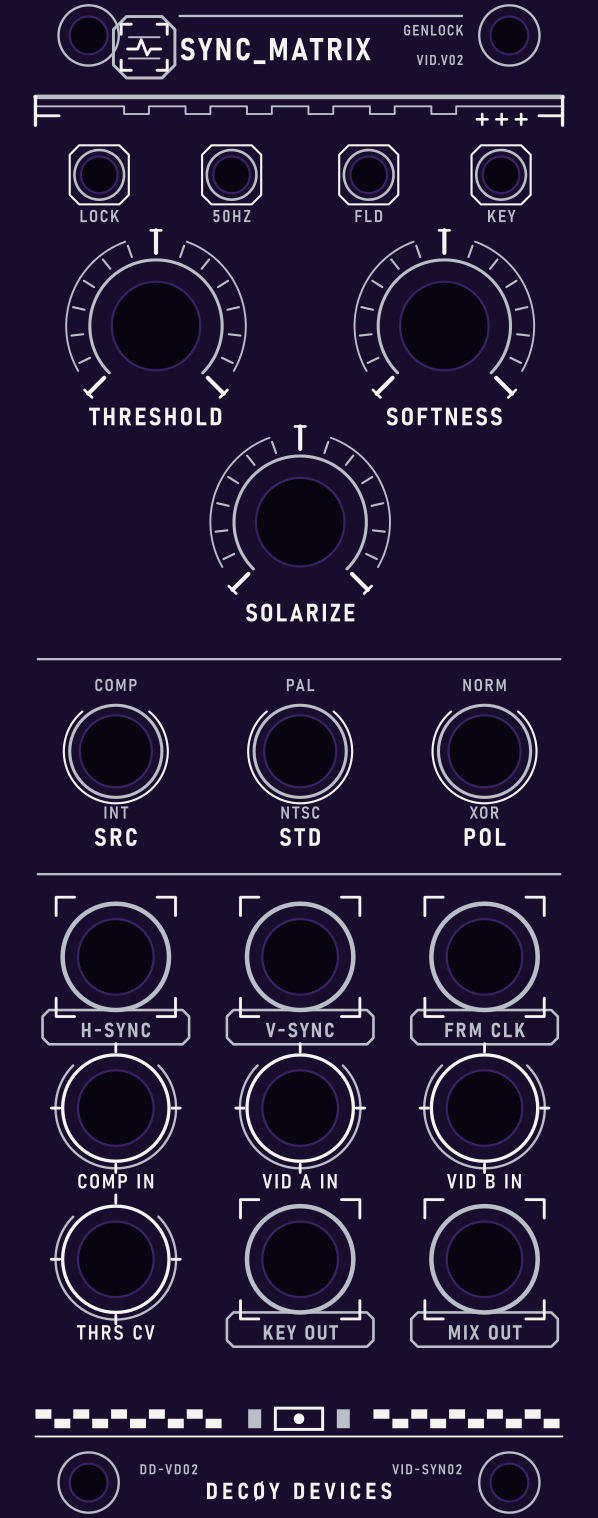 GENLOCK
SYNC_MATRIX
VID.V02
+++
LOCK 50HZ FLD KEY
THRESHOLD SOFTNESS
SOLARIZE
COMP PAL NORM
INT NTSC XOR
SRC STD POL
H-SYNC V-SYNC FRM CLK
COMP IN VID A IN VID B IN
THRS CV KEY OUT MIX OUT
DD-VD02 VID-SYN02
DECØY DEVICES